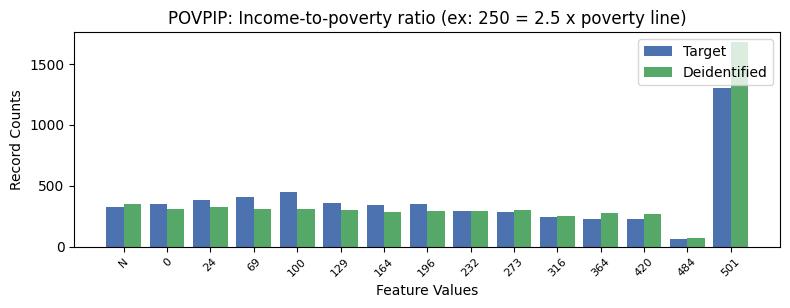 POVPIP: Income-to-poverty ratio (ex: 250 = 2.5 x poverty line)
Record Counts
1500
1000
500
0
Target
Deidentified
N 0 24 69 100 129 164 196 232 273 316 364 420 484 501
Feature Values